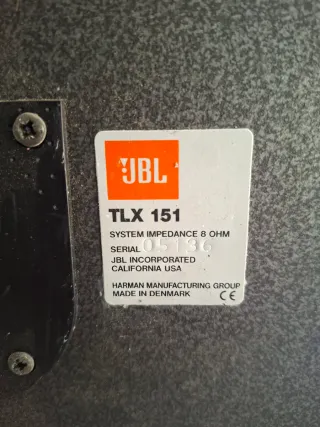 JBL
TLX 151
SYSTEM IMPEDANCE 8 OHM
SERIAL 05136
JBL INCORPORATED
CALIFORNIA USA
HARMAN MANUFACTURING GROUP
MADE IN DENMARK CE